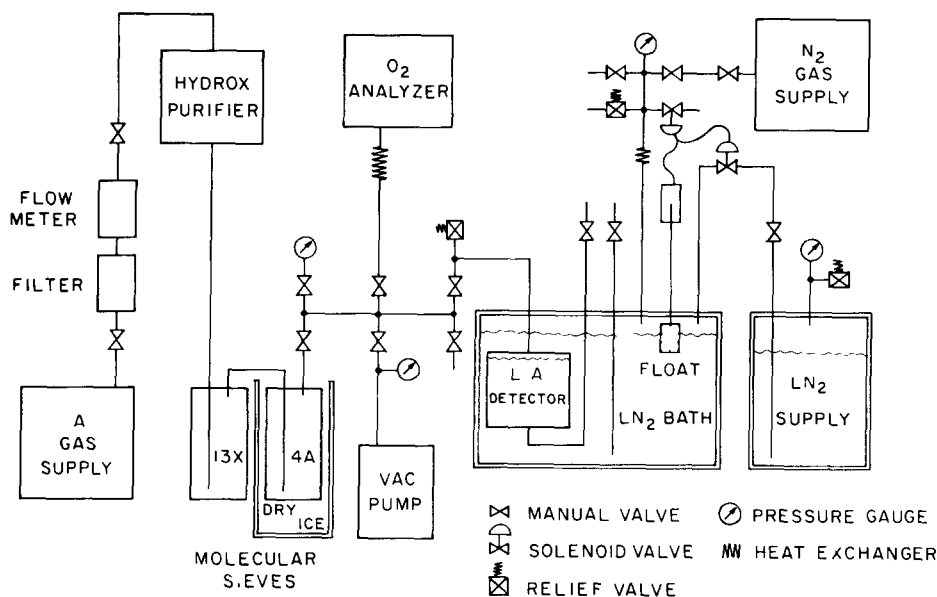 HYDROX
PURIFIER
O2
ANALYZER
N2
GAS
SUPPLY
FLOW
METER
FILTER
A
GAS
SUPPLY
13X
4A
DRY
ICE
MOLECULAR
S.EVES
VAC
PUMP
L A
DETECTOR
FLOAT
LN2 BATH
LN2
SUPPLY
MANUAL VALVE
SOLENOID VALVE
RELIEF VALVE
PRESSURE GAUGE
HEAT EXCHANGER